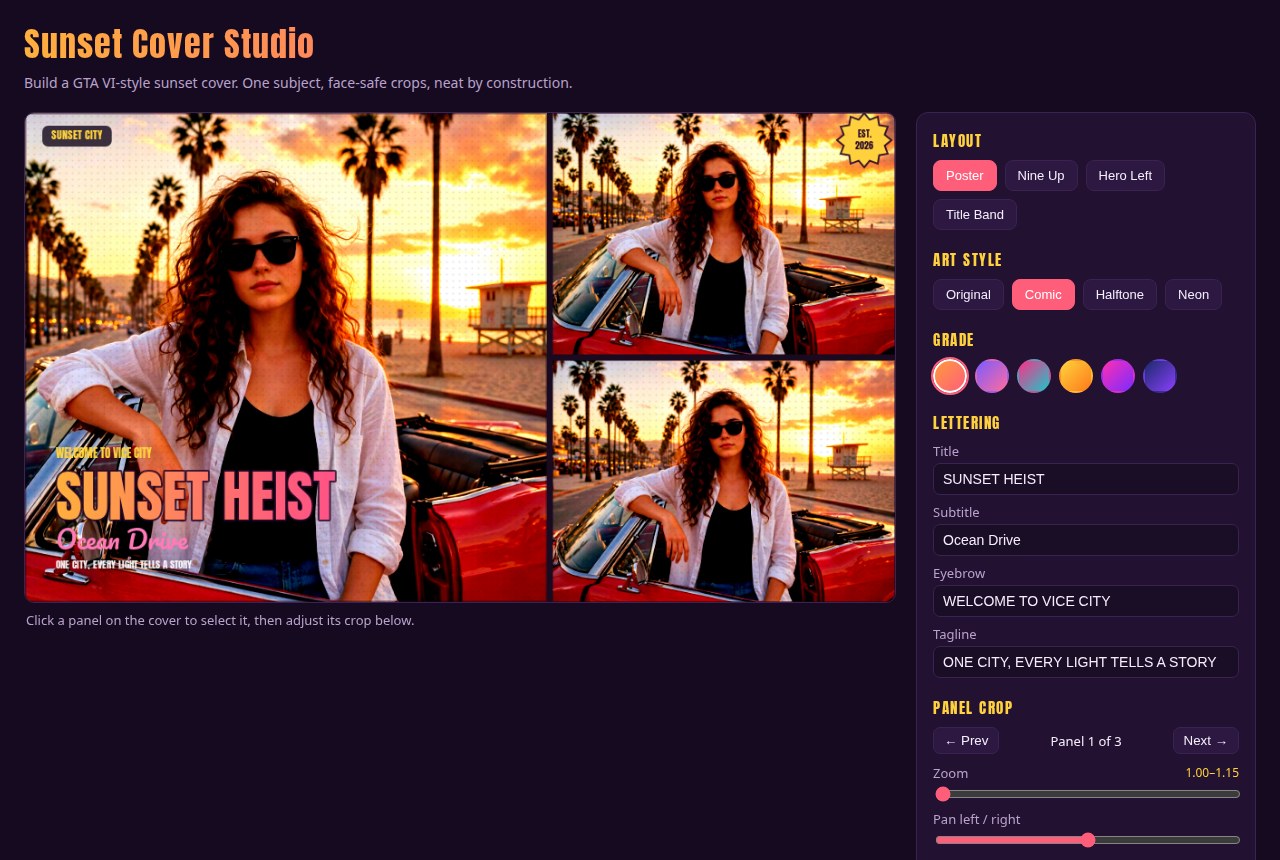 Sunset Cover Studio
Build a GTA VI-style sunset cover. One subject, face-safe crops, neat by construction.
SUNSET CITY
EST.
2026
WELCOME TO VICE CITY
SUNSET HEIST
Ocean Drive
ONE CITY, EVERY LIGHT TELLS A STORY
Click a panel on the cover to select it, then adjust its crop below.
LAYOUT
Poster
Nine Up
Hero Left
Title Band
ART STYLE
Original
Comic
Halftone
Neon
GRADE
LETTERING
Title
SUNSET HEIST
Subtitle
Ocean Drive
Eyebrow
WELCOME TO VICE CITY
Tagline
ONE CITY, EVERY LIGHT TELLS A STORY
PANEL CROP
← Prev
Panel 1 of 3
Next →
Zoom
1.00–1.15
Pan left / right